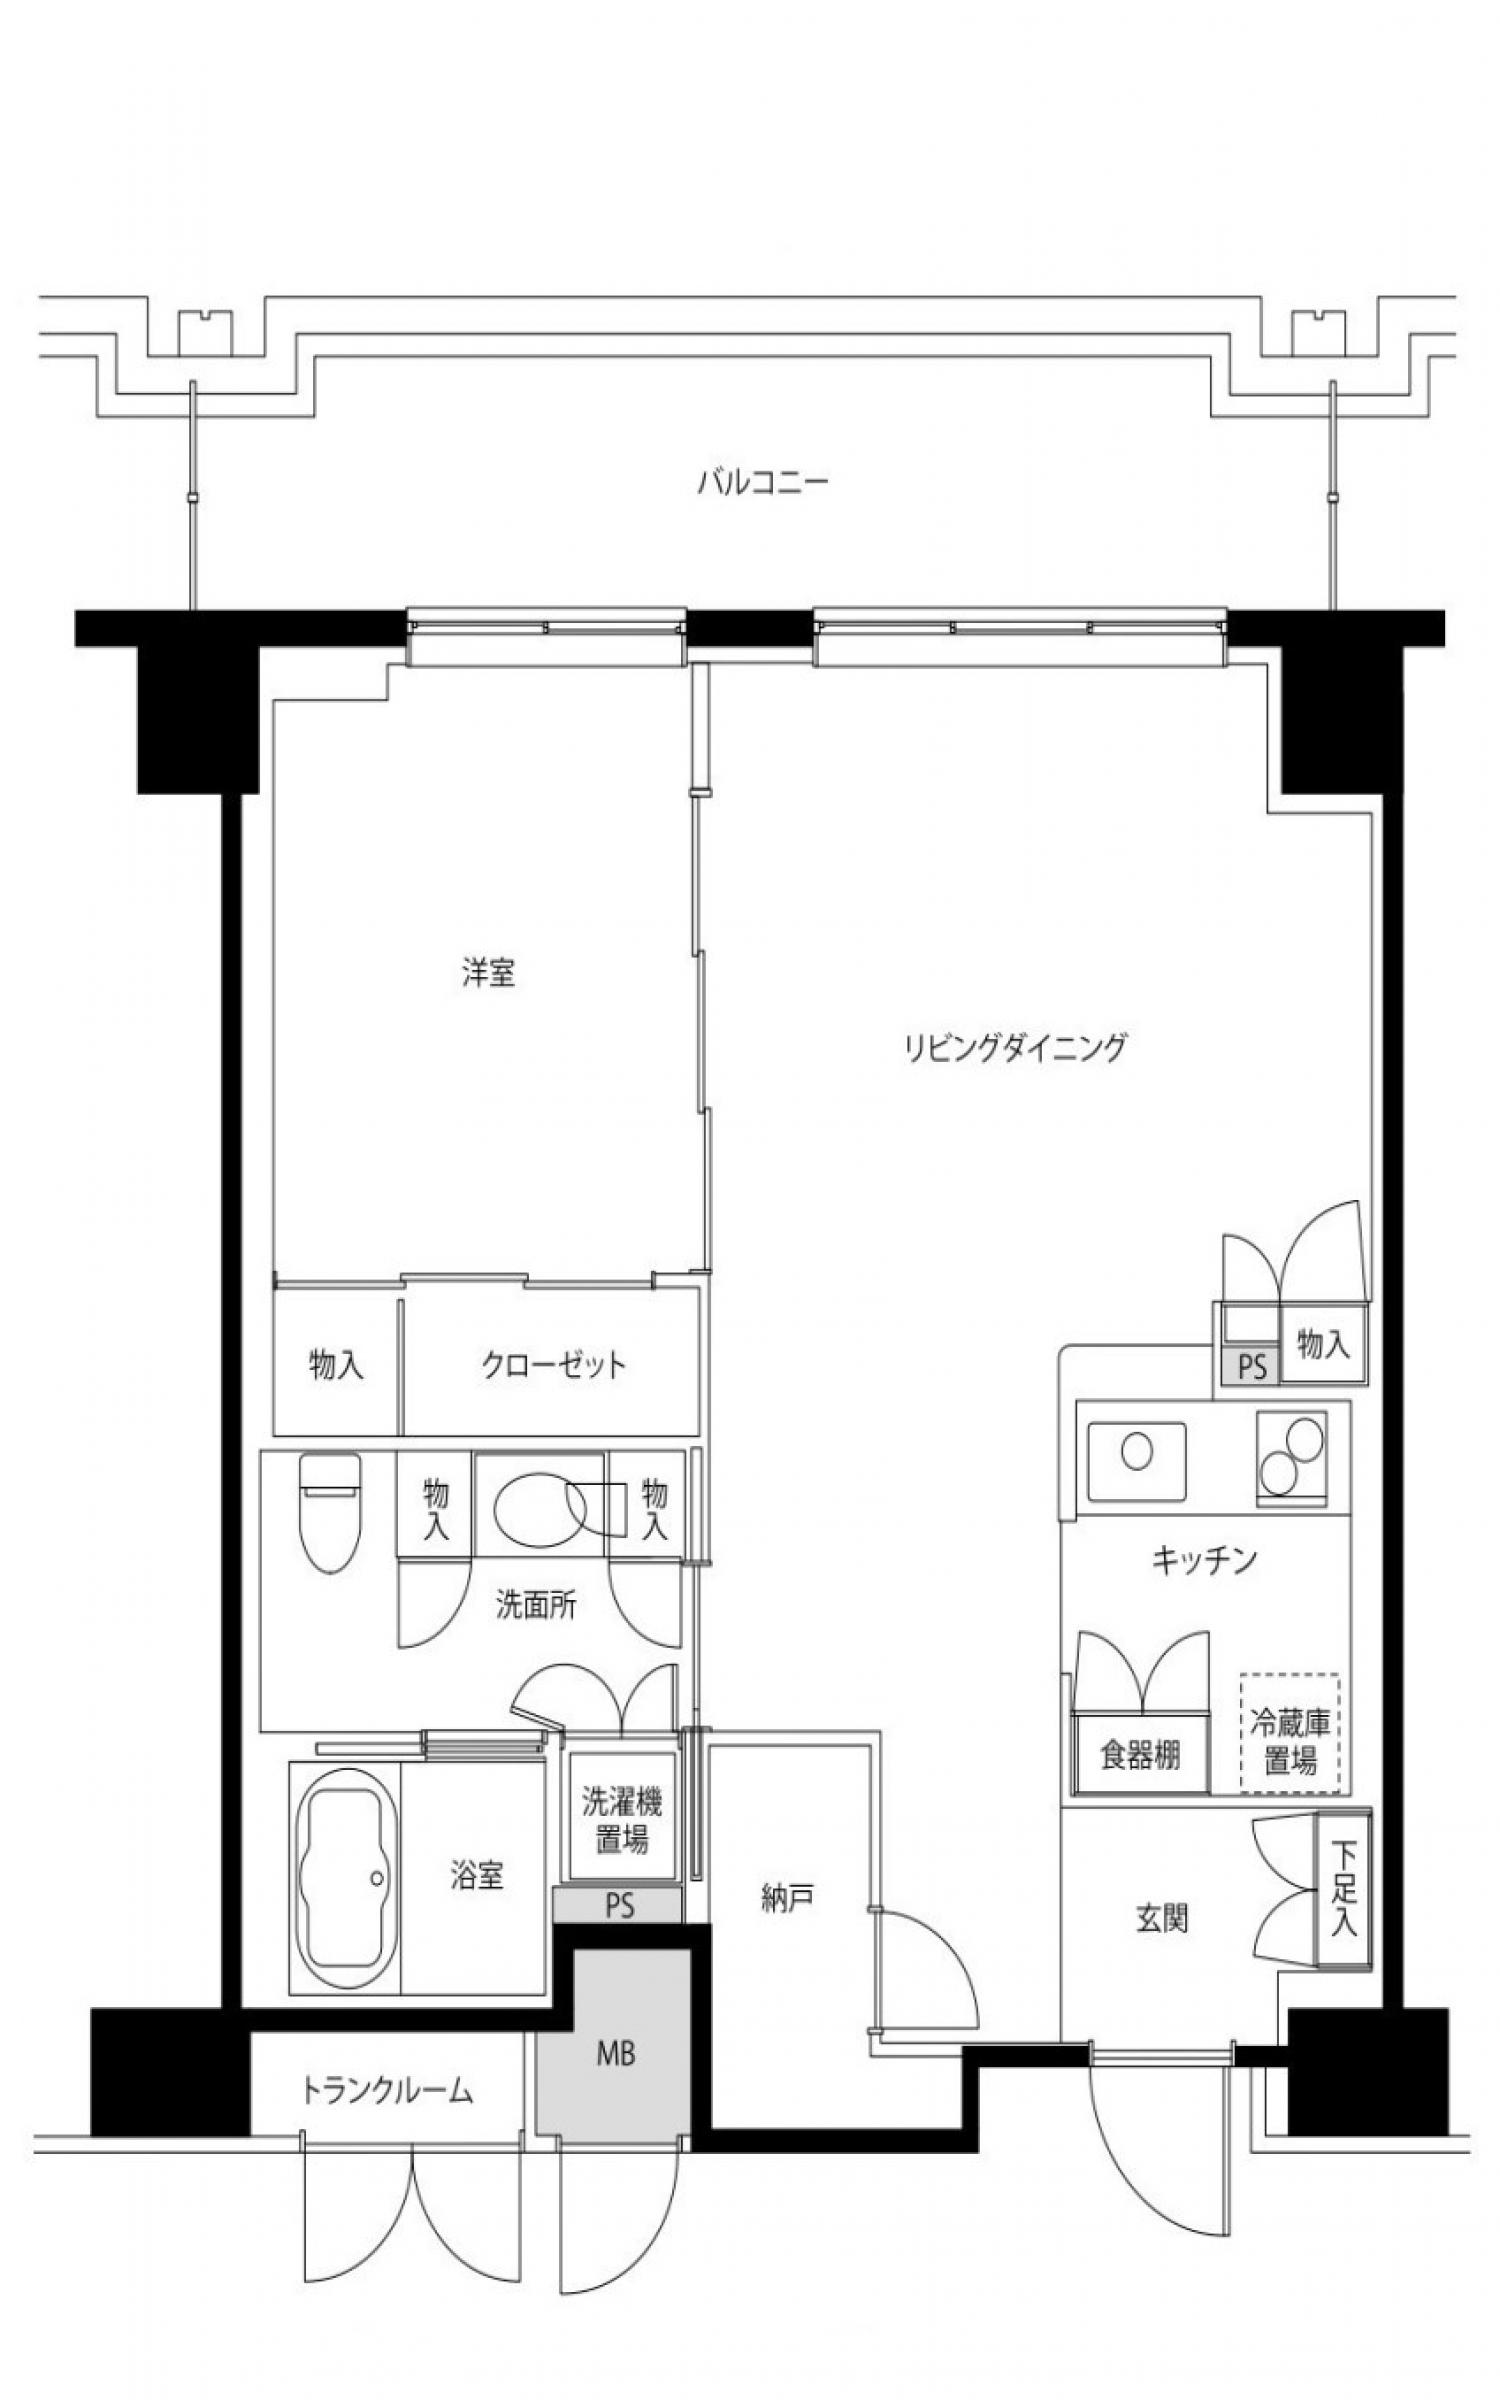 バルコニー
洋室
リビングダイニング
物入
クローゼット
PS
物入
物入
物入
洗面所
キッチン
食器棚
冷蔵庫
置場
洗濯機
置場
PS
浴室
納戸
玄関
下足入
MB
トランクルーム